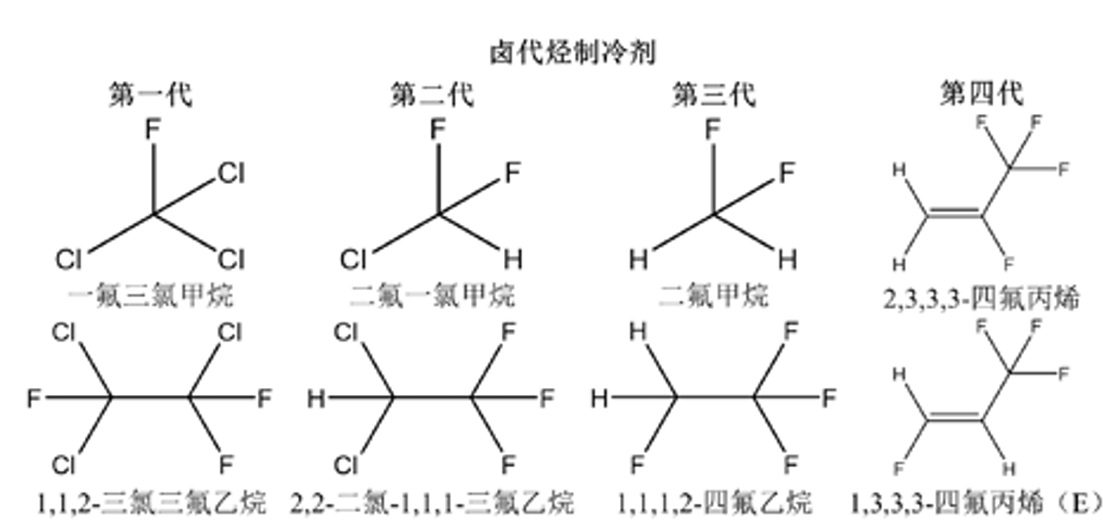 卤代烃制冷剂
第一代 第二代 第三代 第四代
F F F F F
Cl F F H F
Cl Cl Cl H H H H F
一氟三氯甲烷 二氟一氯甲烷 二氟甲烷 2,3,3,3-四氟丙烯
Cl Cl Cl F H F F F
F F H F H F H F
Cl F Cl F F F F H
1,1,2-三氯三氟乙烷 2,2-二氯-1,1,1-三氟乙烷 1,1,1,2-四氟乙烷 1,3,3,3-四氟丙烯（E）